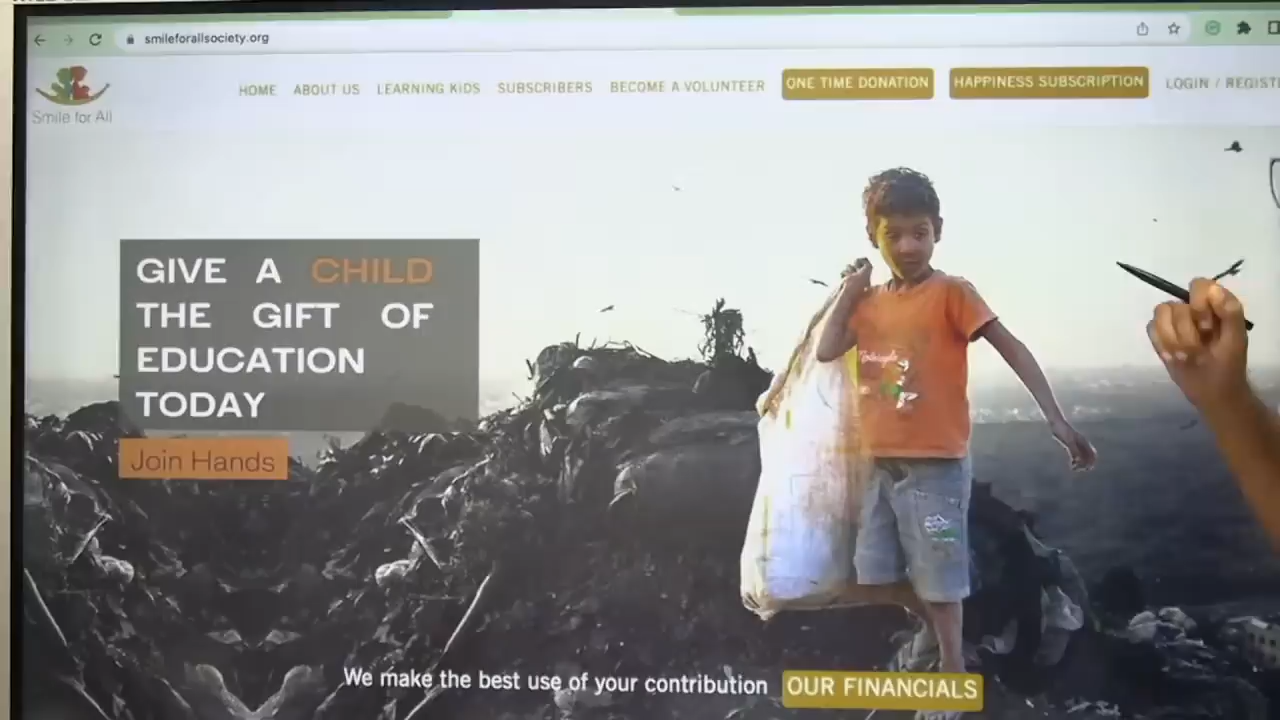 smileforallsociety.org
Smile for All
HOME ABOUT US LEARNING KIDS SUBSCRIBERS BECOME A VOLUNTEER ONE TIME DONATION HAPPINESS SUBSCRIPTION LOGIN /
GIVE A CHILD
THE GIFT OF
EDUCATION
TODAY
Join Hands
We make the best use of your contribution OUR FINANCIALS